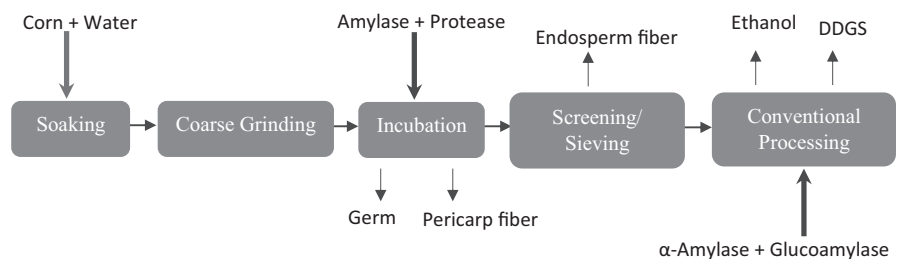 Corn + Water
Amylase + Protease
Endosperm fiber
Ethanol
DDGS
Soaking
Coarse Grinding
Incubation
Screening/
Sieving
Conventional
Processing
Germ
Pericarp fiber
α-Amylase + Glucoamylase